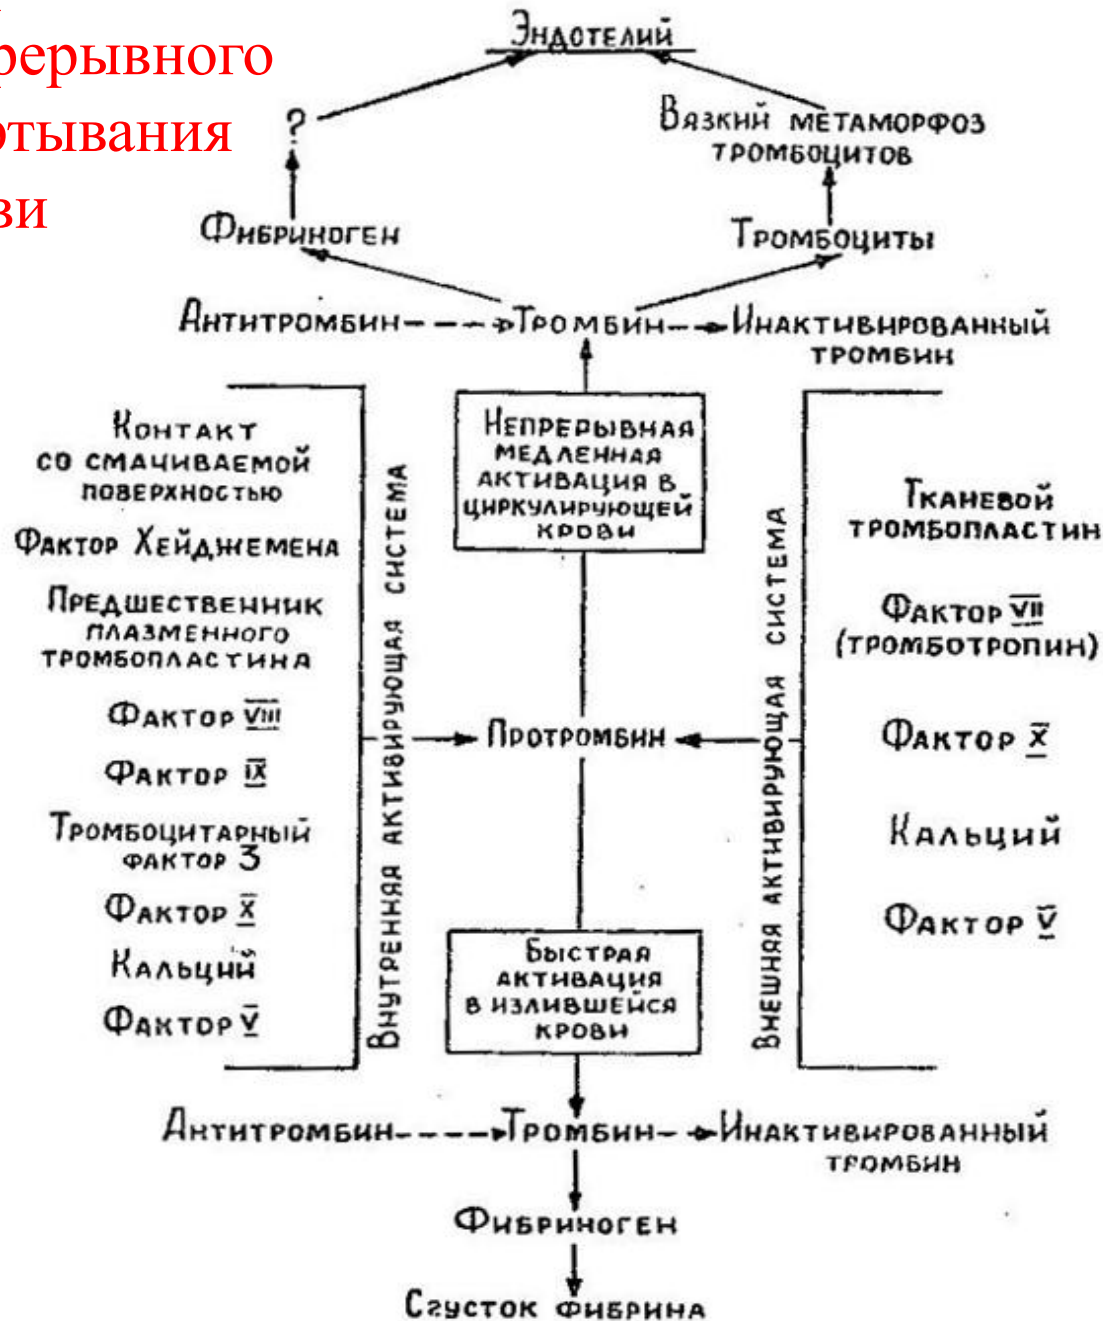 рерывного
отывания
ви
Эндотелий
?
Вязкий метаморфоз
тромбоцитов
Фибриноген
Тромбоциты
Антитромбин
Тромбин
Инактивированный
тромбин
Контакт
со смачиваемой
поверхностью
Фактор Хейджемена
Предшественник
плазменного
тромбопластина
Фактор VIII
Фактор IX
Тромбоцитарный
фактор 3
Фактор X
Кальций
Фактор V
Внутренняя активирующая система
Непрерывная
медленная
активация в
циркулирующей
крови
Протромбин
Быстрая
активация
в излившейся
крови
Внешняя активирующая система
Тканевой
тромбопластин
Фактор VII
(тромботропин)
Фактор X
Кальций
Фактор V
Антитромбин
Тромбин
Инактивированный
тромбин
Фибриноген
Сгусток фибрина